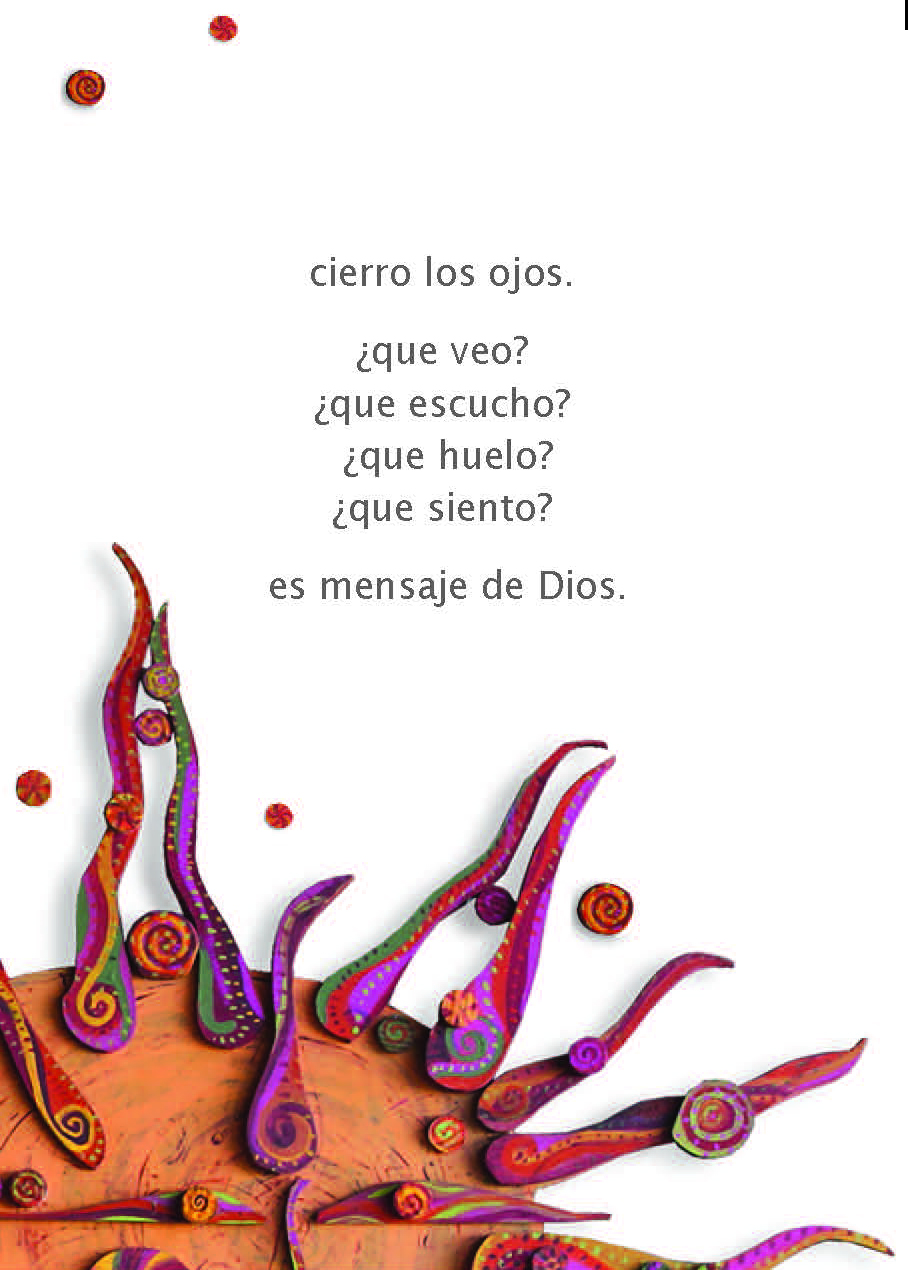 cierro los ojos.
¿que veo?
¿que escucho?
¿que huelo?
¿que siento?
es mensaje de Dios.